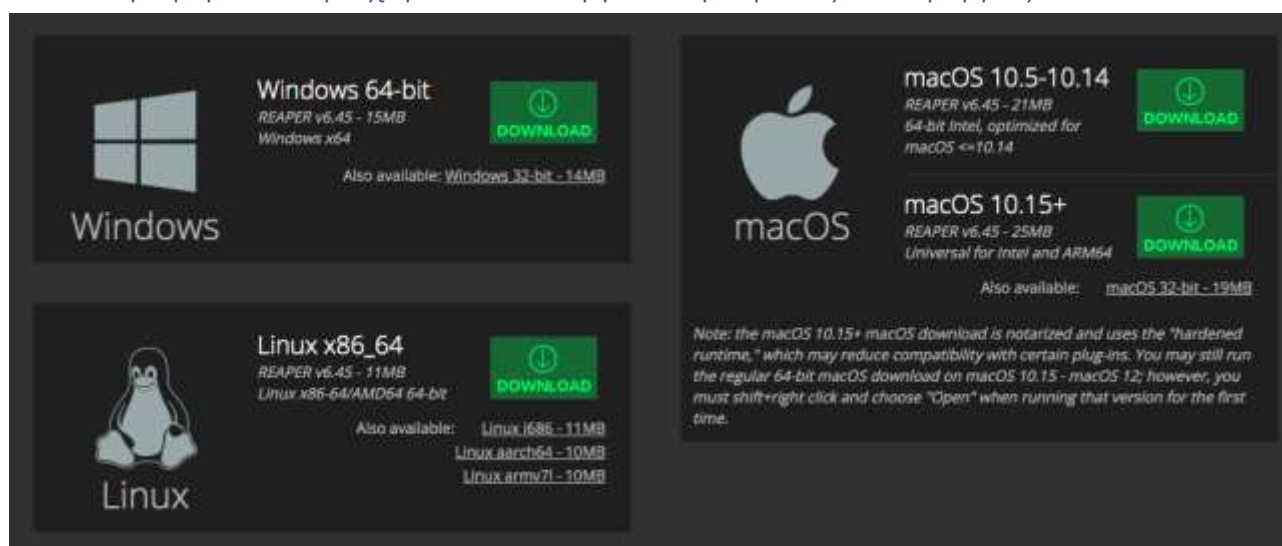 Windows 64-bit
REAPER v6.45 - 15MB
Windows x64
DOWNLOAD
Also available: Windows 32-bit - 14MB
Windows
Linux x86_64
REAPER v6.45 - 11MB
Linux x86-64/AMD64 64-bit
DOWNLOAD
Also available: Linux i686 - 11MB
Linux aarch64 - 10MB
Linux armv7l - 10MB
Linux
macOS 10.5-10.14
REAPER v6.45 - 21MB
64-bit Intel, optimized for
macOS <=10.14
DOWNLOAD
macOS 10.15+
REAPER v6.45 - 25MB
Universal for Intel and ARM64
DOWNLOAD
macOS
Also available: macOS 32-bit - 19MB
Note: the macOS 10.15+ macOS download is notarized and uses the "hardened
runtime," which may reduce compatibility with certain plug-ins. You may still run
the regular 64-bit macOS download on macOS 10.15 - macOS 12; however, you
must shift+right click and choose "Open" when running that version for the first
time.